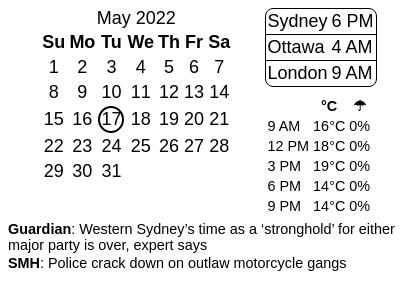 May 2022
Su Mo Tu We Th Fr Sa
1 2 3 4 5 6 7
8 9 10 11 12 13 14
15 16 17 18 19 20 21
22 23 24 25 26 27 28
29 30 31
Sydney 6 PM
Ottawa 4 AM
London 9 AM
°C ☂
9 AM 16°C 0%
12 PM 18°C 0%
3 PM 19°C 0%
6 PM 14°C 0%
9 PM 14°C 0%
Guardian: Western Sydney’s time as a ‘stronghold’ for either
major party is over, expert says
SMH: Police crack down on outlaw motorcycle gangs